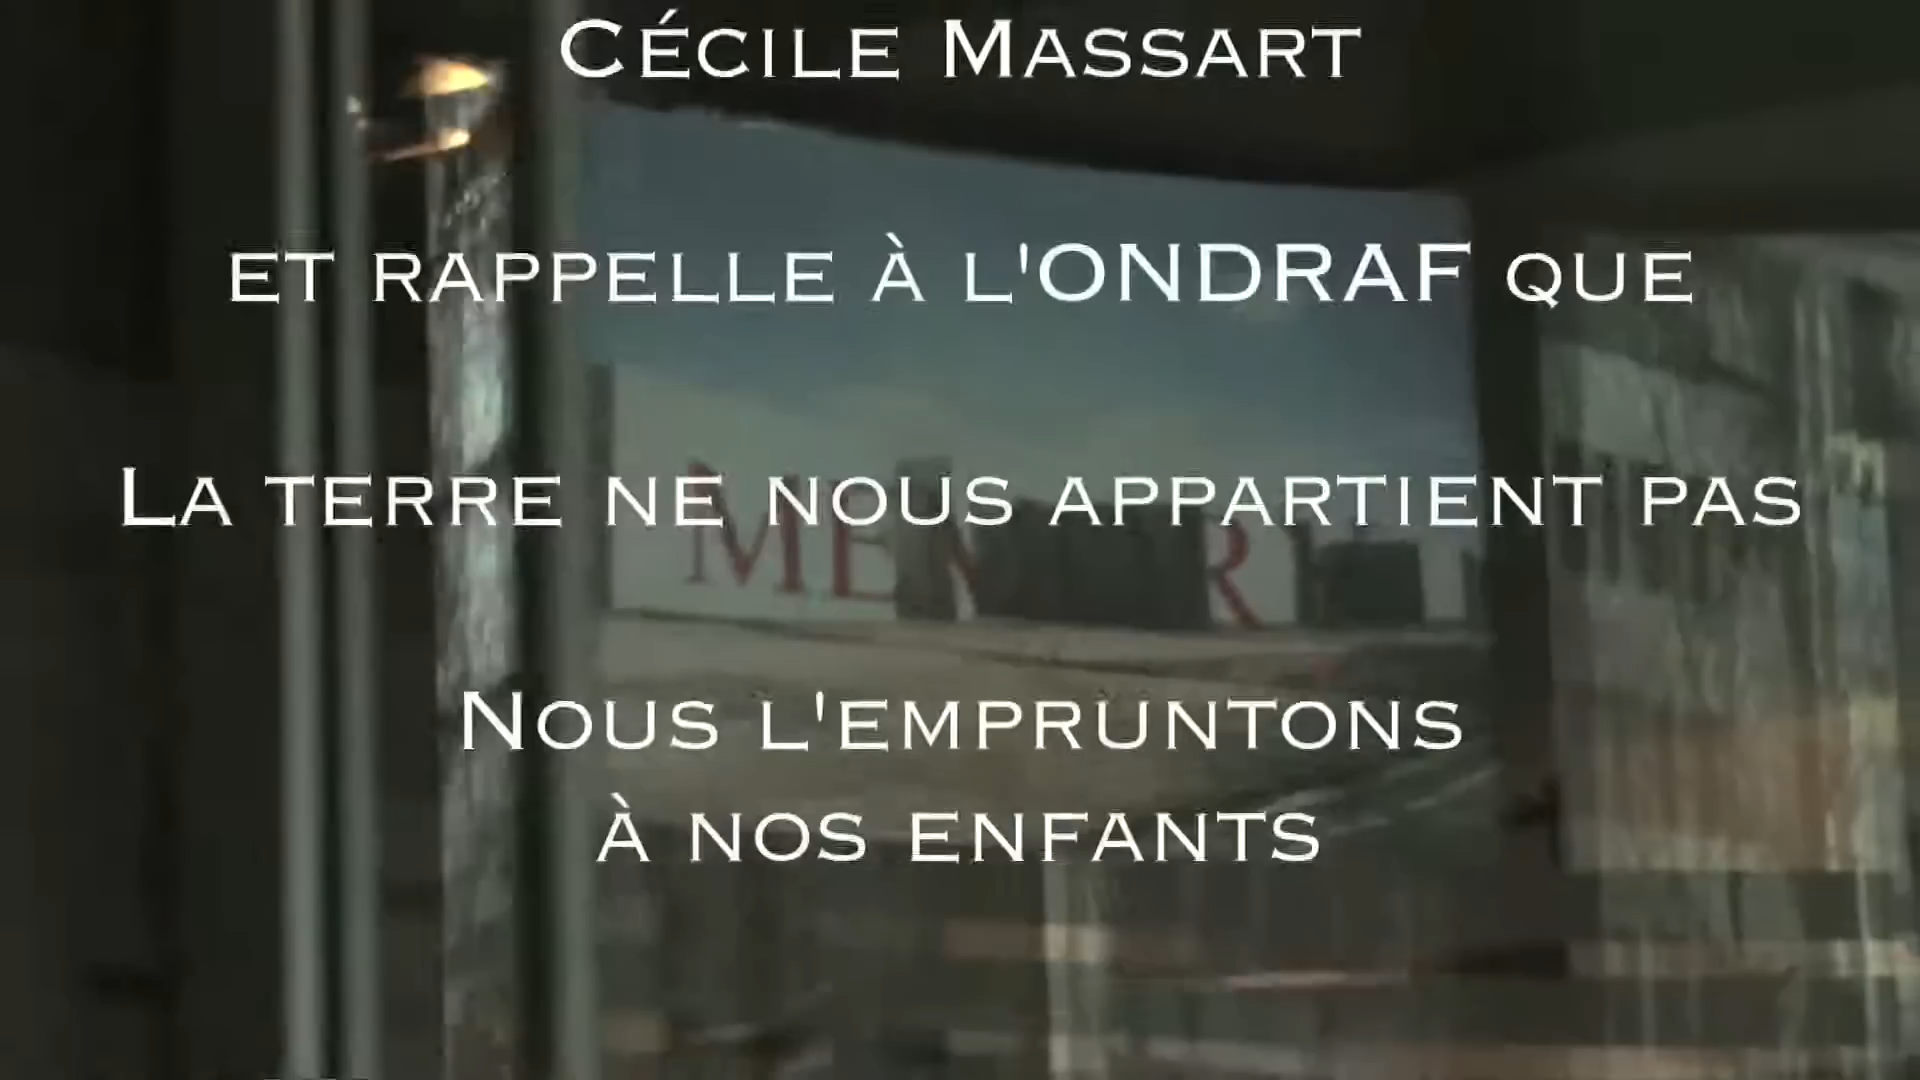 Cécile Massart
et rappelle à l'ONDRAF que
La terre ne nous appartient pas
Nous l'empruntons
à nos enfants